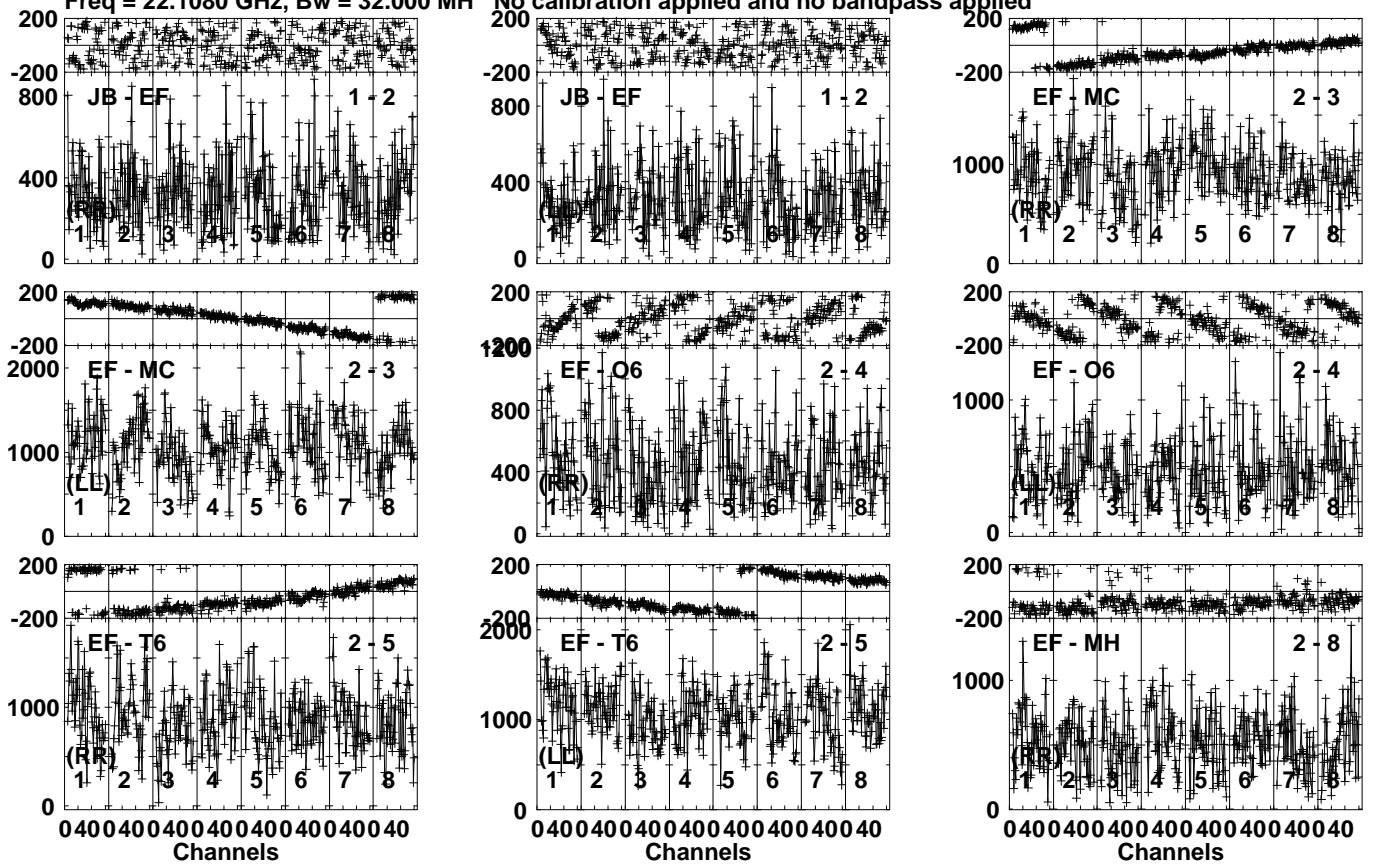 Freq = 22.1080 GHz, Bw = 32.000 MH No calibration applied and no bandpass applied
200
-200
JB - EF 1 - 2
800
400
0
(RR)
1 2 3 4 5 6 7 8
200
-200
JB - EF 1 - 2
800
400
0
(LL)
1 2 3 4 5 6 7 8
200
-200
EF - MC 2 - 3
1000
0
(RR)
1 2 3 4 5 6 7 8
200
-200
EF - MC 2 - 3
2000
1000
0
(LL)
1 2 3 4 5 6 7 8
200
-200
1200
EF - O6 2 - 4
800
400
0
(RR)
1 2 3 4 5 6 7 8
200
-200
EF - O6 2 - 4
1000
0
(LL)
1 2 3 4 5 6 7 8
200
-200
EF - T6 2 - 5
1000
0
(RR)
1 2 3 4 5 6 7 8
200
-200
2000
EF - T6 2 - 5
1000
0
(LL)
1 2 3 4 5 6 7 8
200
-200
EF - MH 2 - 8
1000
0
(RR)
1 2 3 4 5 6 7 8
0 40 0 40 0 40 0 40 0 40 0 40 0 40 0 40
Channels
0 40 0 40 0 40 0 40 0 40 0 40 0 40 0 40
Channels
0 40 0 40 0 40 0 40 0 40 0 40 0 40 0 40
Channels